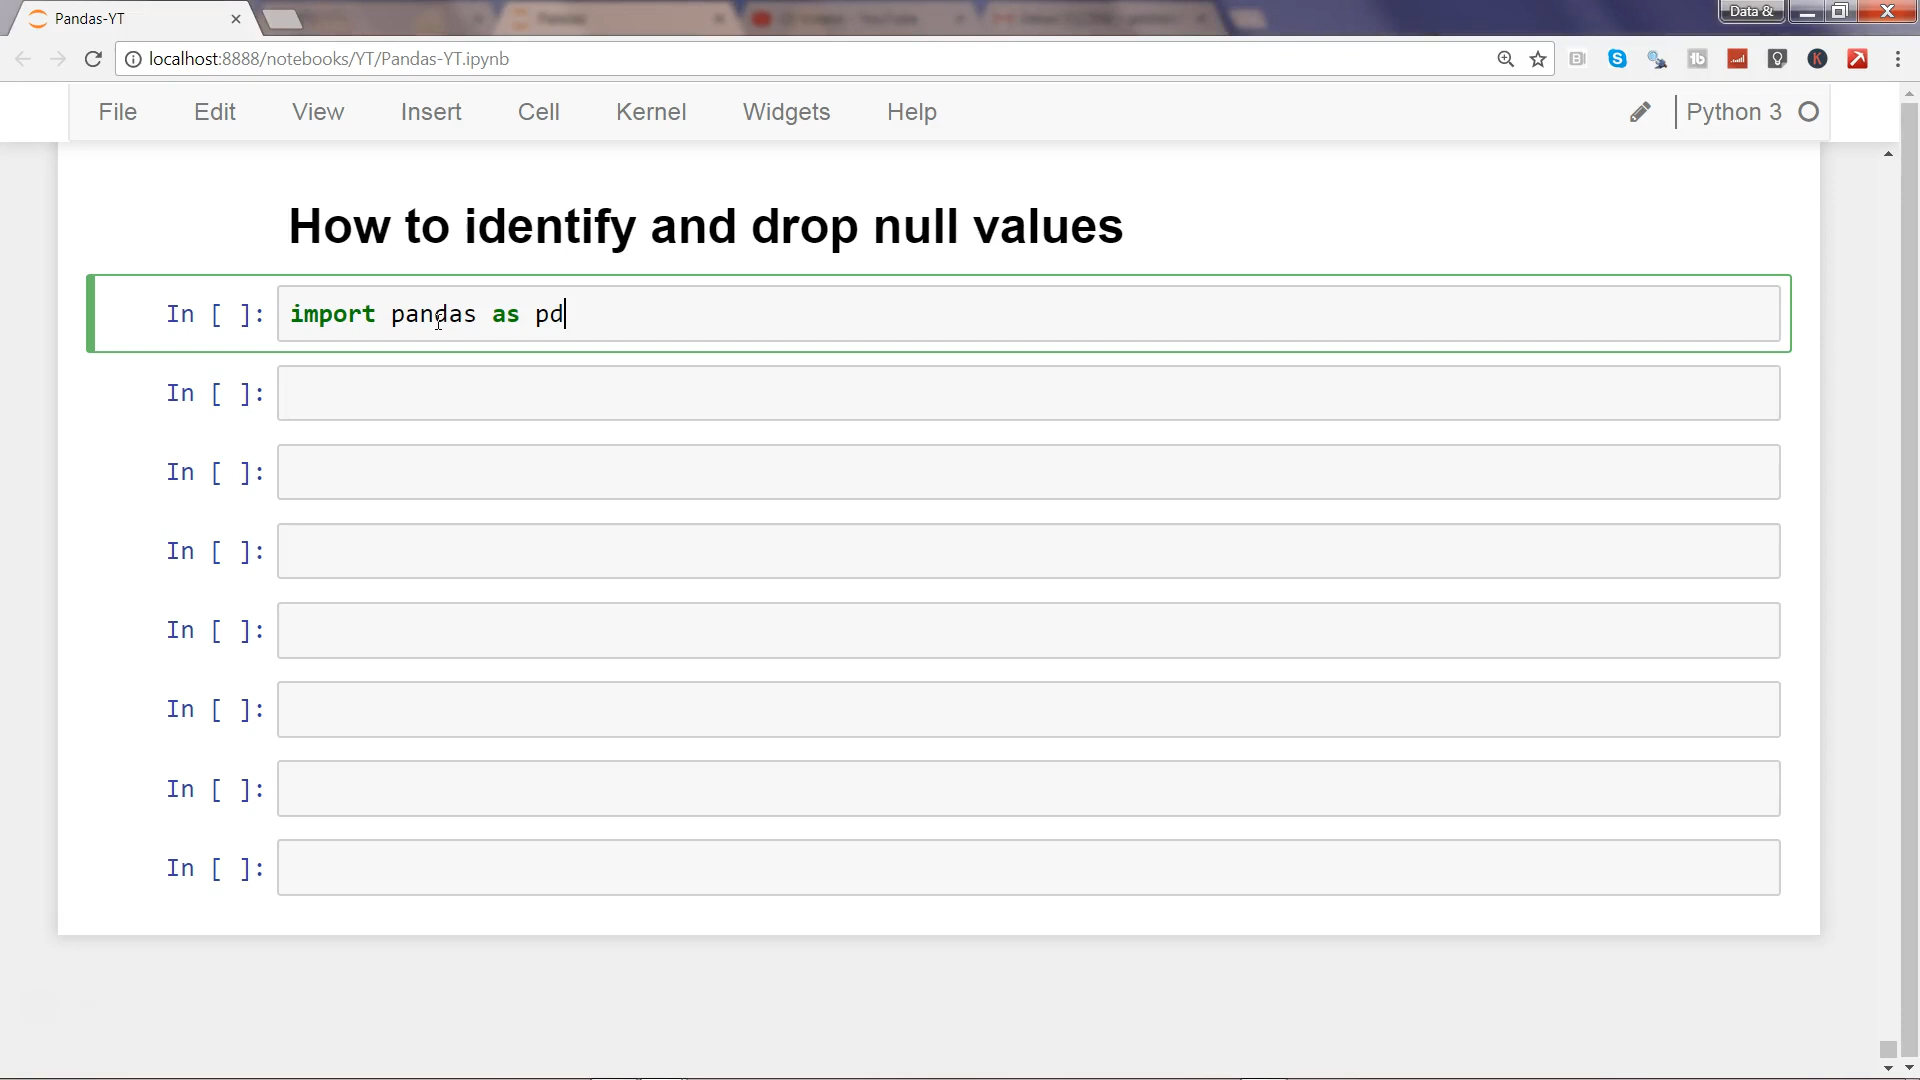 Pandas-YT
Data &
localhost:8888/notebooks/YT/Pandas-YT.ipynb
File Edit View Insert Cell Kernel Widgets Help Python 3
How to identify and drop null values
In [ ]: import pandas as pd
In [ ]:
In [ ]:
In [ ]:
In [ ]:
In [ ]:
In [ ]:
In [ ]: